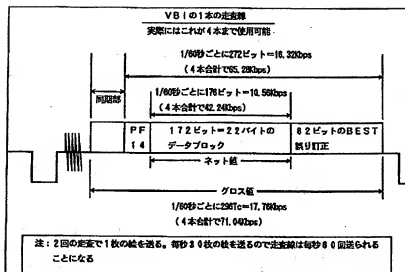 VBIの1本の走査線
実際にはこれが4本まで使用可能
1/60秒ごとに272ビット=16.32Kbps
(4本合計で65.28Kbps)
1/60秒ごとに176ビット=10.56Kbps
(4本合計で42.24Kbps)
同期部
PF
14
172ビット=22バイトの
データブロック
82ビットのBEST
誤り訂正
ネット値
グロス値
1/60秒ごとに296Tc=17.76Kbps
(4本合計で71.04Kbps)
注:2回の走査で1枚の絵を送る。毎秒30枚の絵を送るので走査線は毎秒60回送られる
ことになる